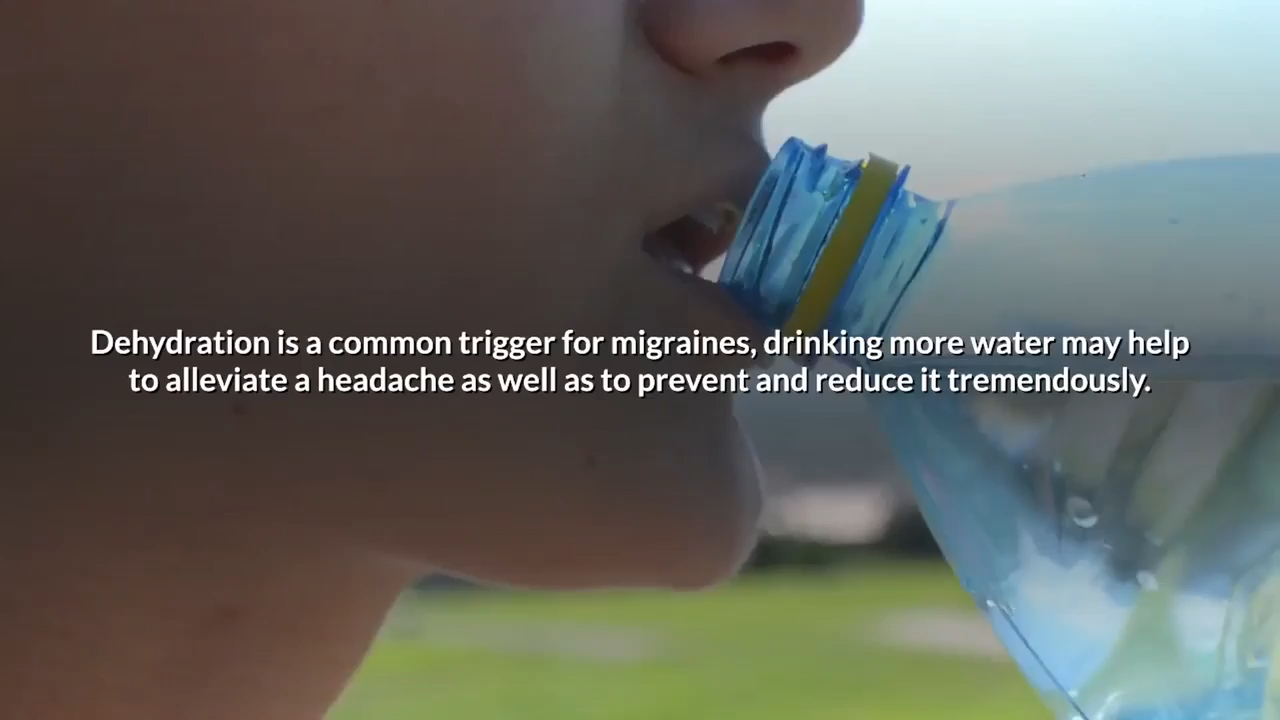 Dehydration is a common trigger for migraines, drinking more water may help
to alleviate a headache as well as to prevent and reduce it tremendously.